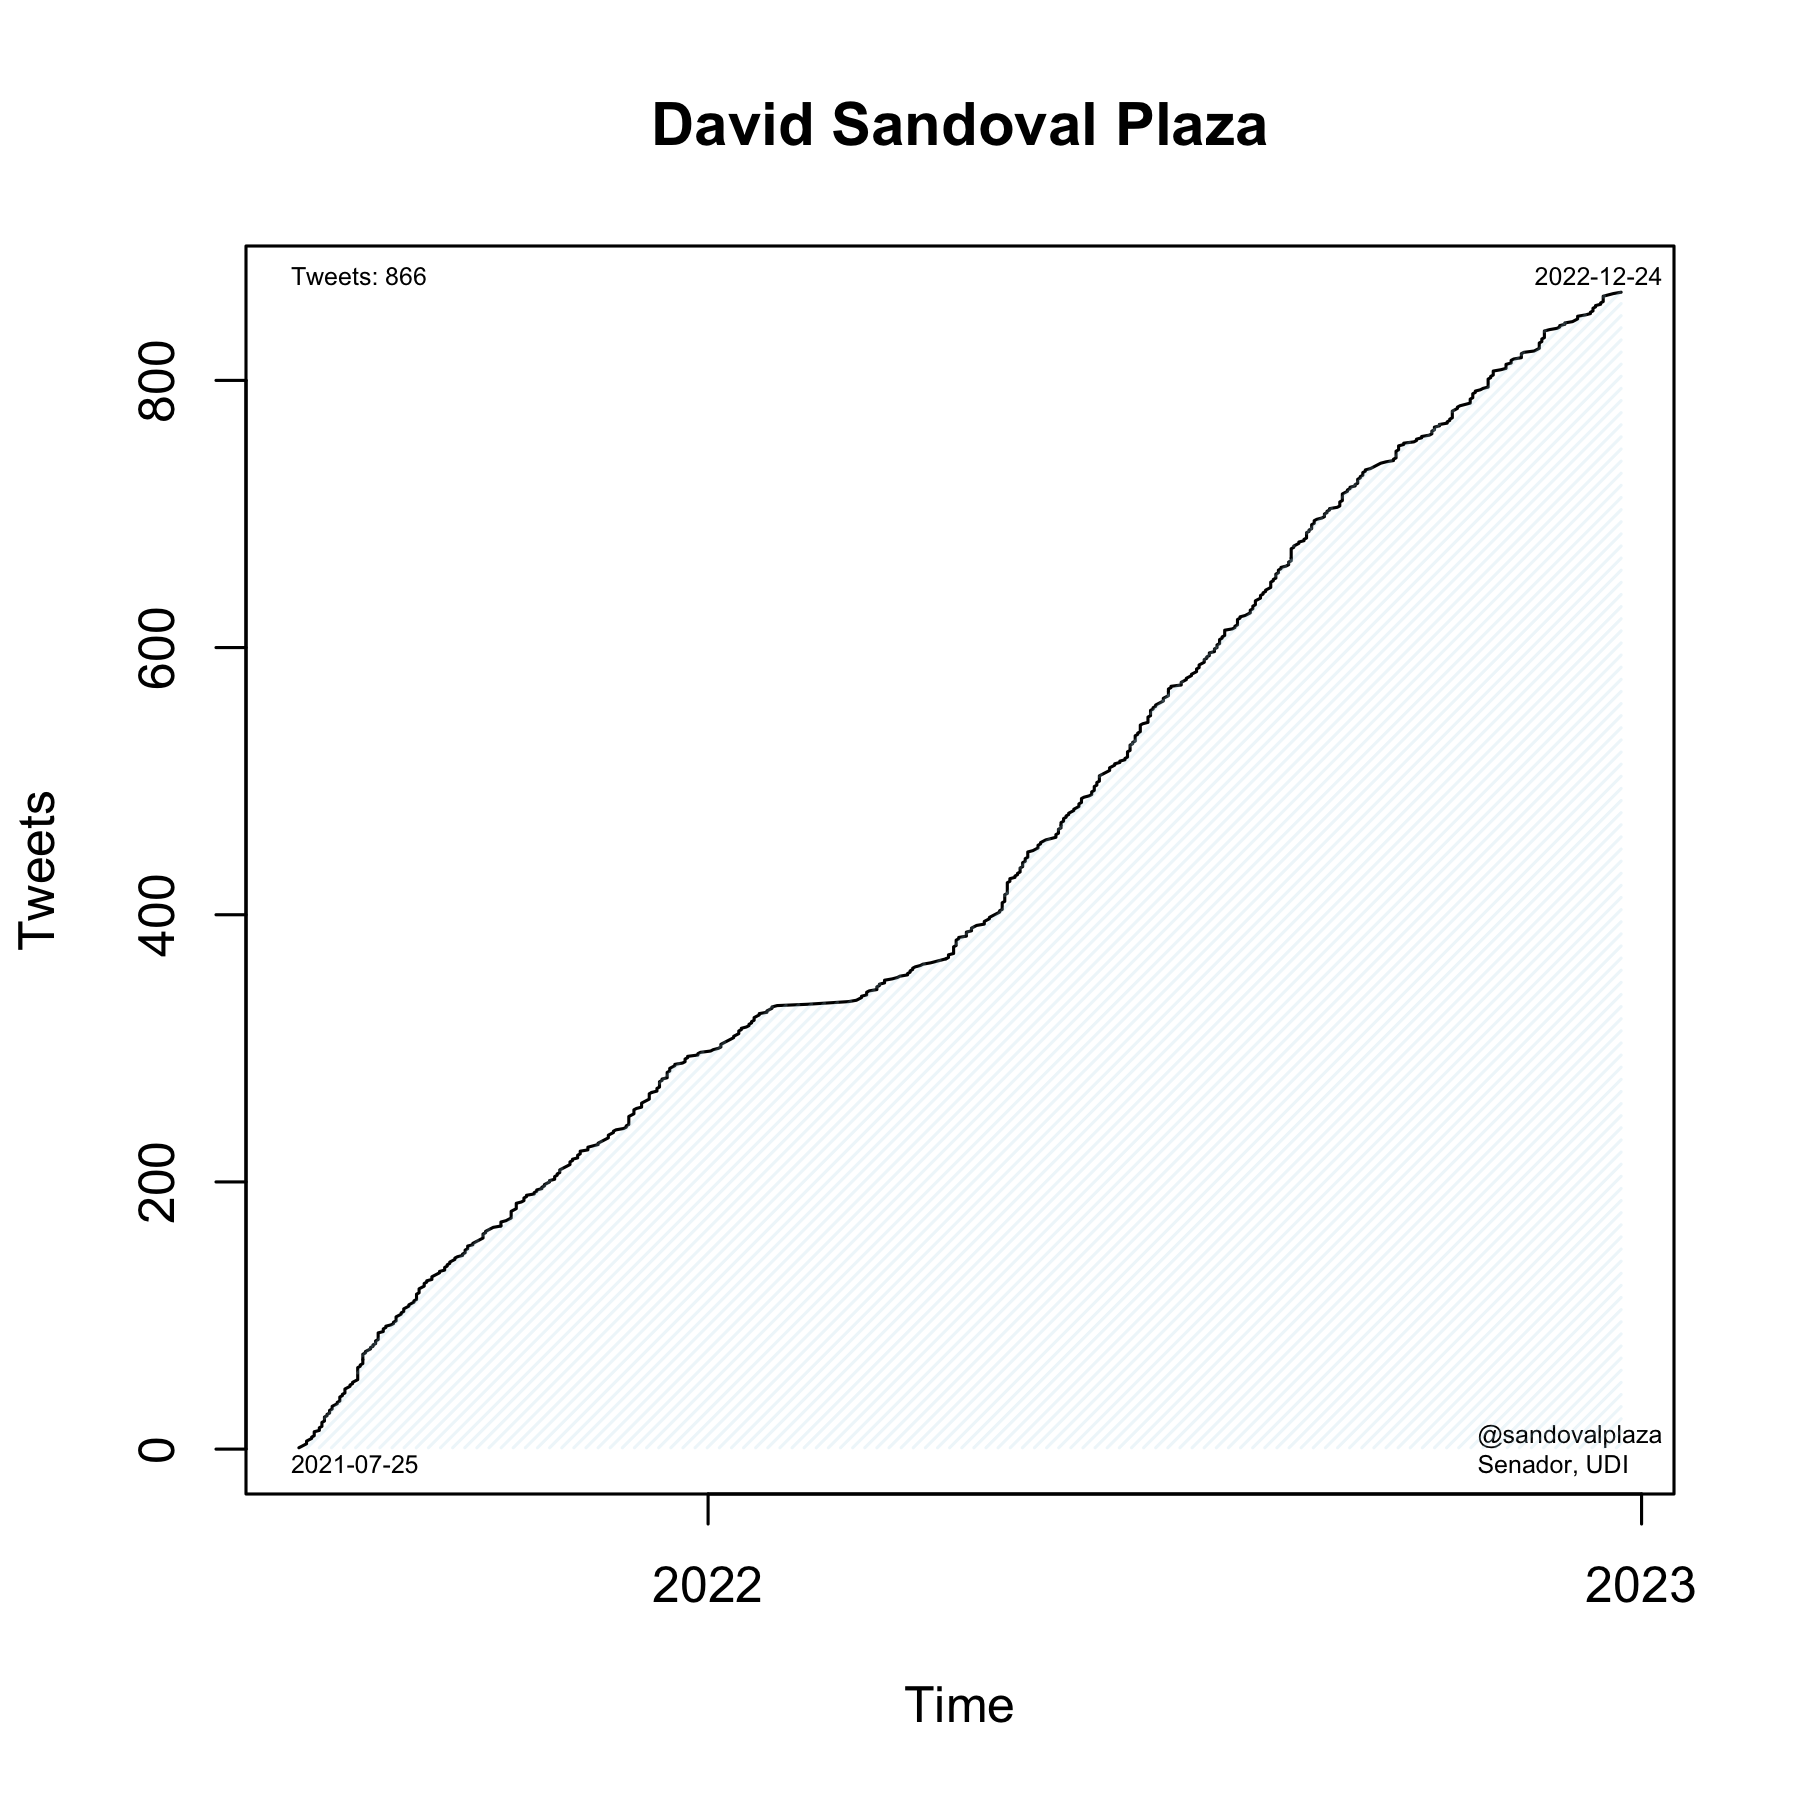 David Sandoval Plaza
Tweets: 866
2022-12-24
800
600
400
200
0
Tweets
2021-07-25
@sandovalplaza
Senador, UDI
2022
2023
Time